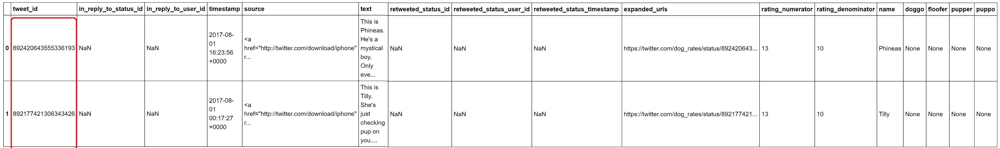 tweet_id in_reply_to_status_id in_reply_to_user_id timestamp source text retweeted_status_id retweeted_status_user_id retweeted_status_timestamp expanded_urls rating_numerator rating_denominator name doggo floofer pupper puppo
0 892420643555336193 NaN NaN
2017-08-
01
16:23:56
+0000
<a
href="http://twitter.com/download/iphone"
r...
This is
Phineas.
He's a
mystical
boy.
Only
eve...
NaN NaN NaN https://twitter.com/dog_rates/status/892420643... 13 10 Phineas None None None None
1 892177421306343426 NaN NaN
2017-08-
01
00:17:27
+0000
<a
href="http://twitter.com/download/iphone"
r...
This is
Tilly.
She's
just
checking
pup on
you....
NaN NaN NaN https://twitter.com/dog_rates/status/892177421... 13 10 Tilly None None None None